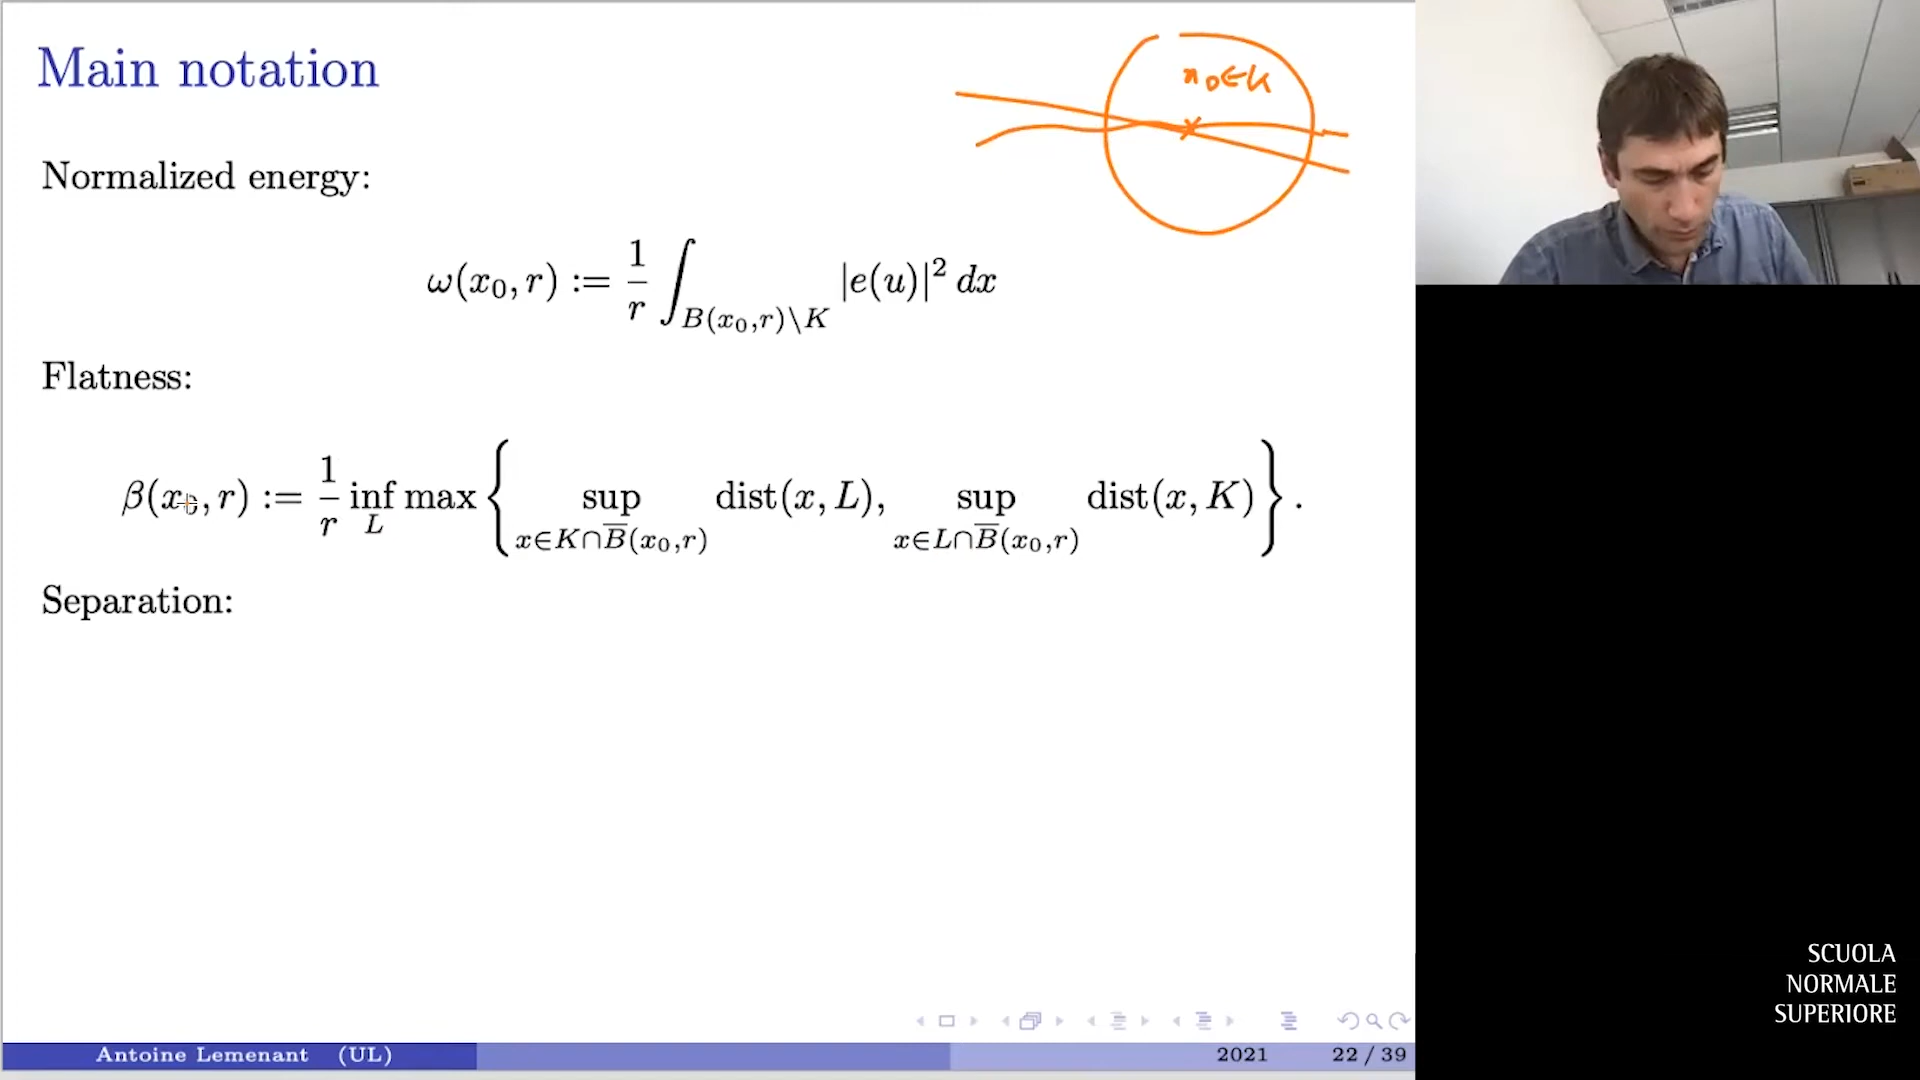 Main notation
x₀∈K
Normalized energy:
ω(x₀, r) := 1/r ∫_{B(x₀,r)\K} |e(u)|² dx
Flatness:
β(x₀, r) := 1/r inf_L max { sup_{x∈K∩B̅(x₀,r)} dist(x, L), sup_{x∈L∩B̅(x₀,r)} dist(x, K) } .
Separation:
Antoine Lemenant (UL) 2021 22 / 39
SCUOLA
NORMALE
SUPERIORE